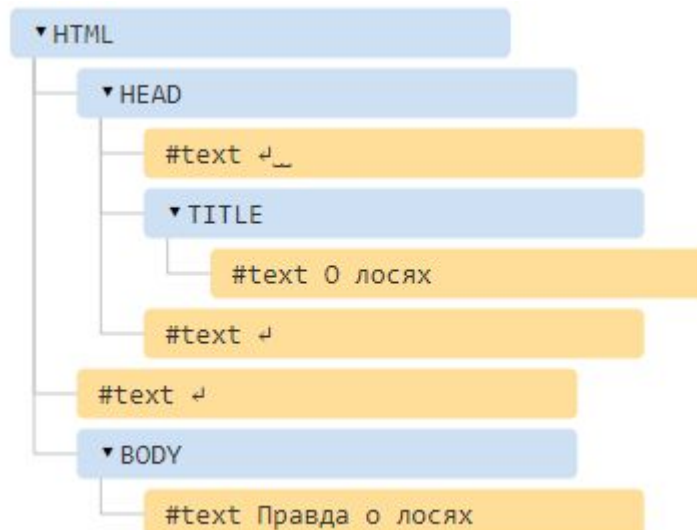 ▾ HTML
▾ HEAD
#text ↵␣␣
▾ TITLE
#text О лосях
#text ↵
#text ↵
▾ BODY
#text Правда о лосях